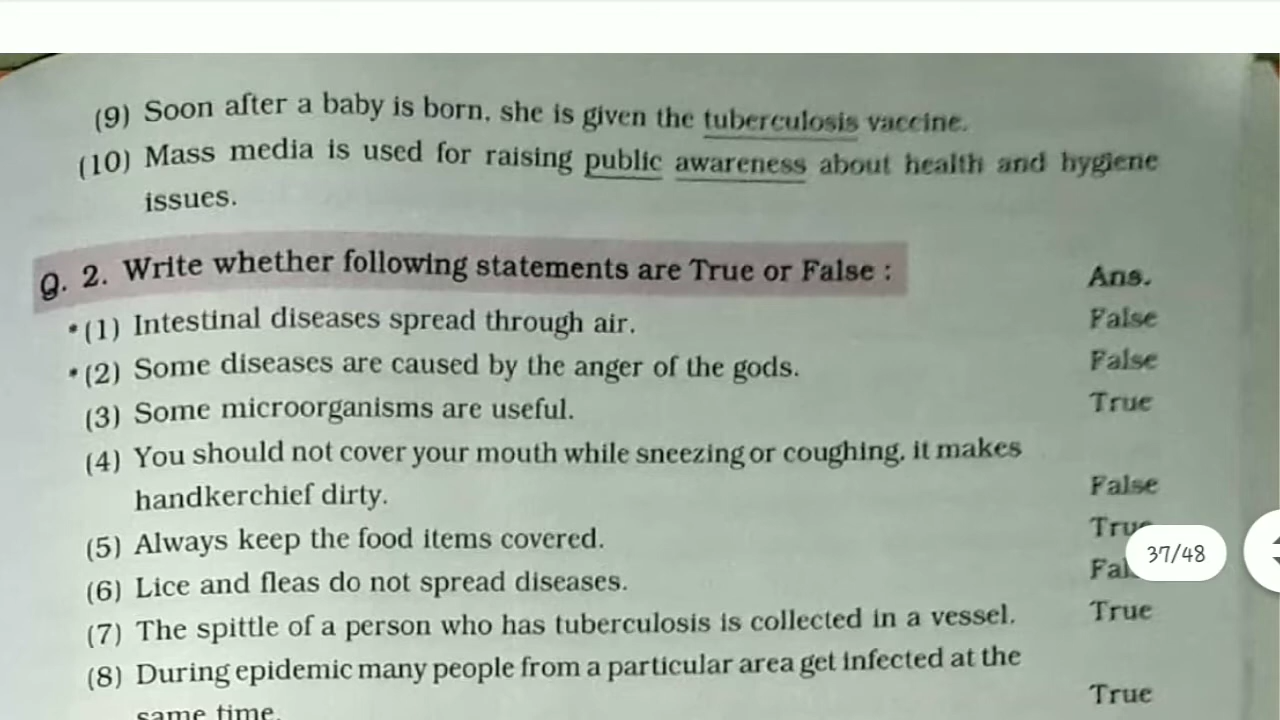 (9) Soon after a baby is born, she is given the tuberculosis vaccine.
(10) Mass media is used for raising public awareness about health and hygiene
issues.
Q. 2. Write whether following statements are True or False :
Ans.
*(1) Intestinal diseases spread through air.
False
*(2) Some diseases are caused by the anger of the gods.
False
(3) Some microorganisms are useful.
True
(4) You should not cover your mouth while sneezing or coughing, it makes
handkerchief dirty.
False
(5) Always keep the food items covered.
True
37/48
(6) Lice and fleas do not spread diseases.
(7) The spittle of a person who has tuberculosis is collected in a vessel.
True
(8) During epidemic many people from a particular area get infected at the
same time.
True